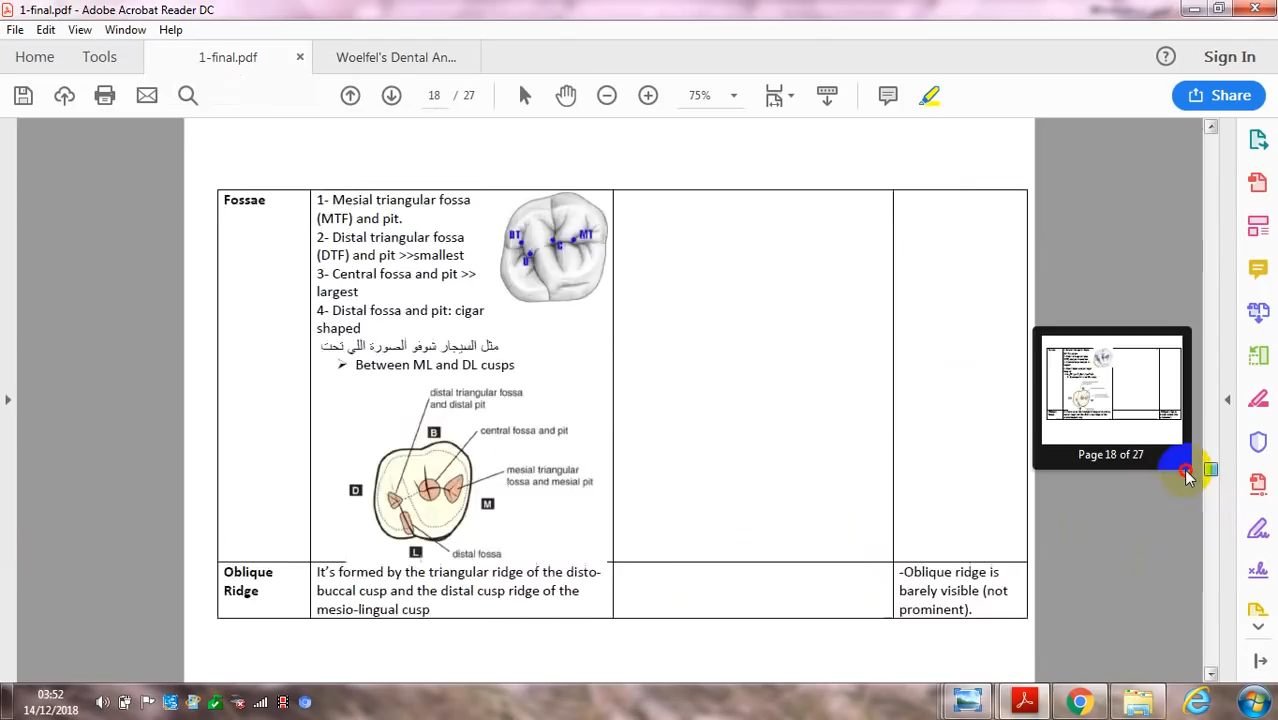 1-final.pdf - Adobe Acrobat Reader DC
File Edit View Window Help
Home Tools 1-final.pdf × Woelfel's Dental An... ? Sign In
18 / 27 75% Share
Fossae
1- Mesial triangular fossa
(MTF) and pit.
2- Distal triangular fossa
(DTF) and pit >>smallest
3- Central fossa and pit >>
largest
4- Distal fossa and pit: cigar
shaped
مثل السيجار شوفو الصورة اللي تحت
➢ Between ML and DL cusps
DT
MT
C
D
distal triangular fossa
and distal pit
B
central fossa and pit
mesial triangular
fossa and mesial pit
D
M
L
distal fossa
Oblique
Ridge
It's formed by the triangular ridge of the disto-
buccal cusp and the distal cusp ridge of the
mesio-lingual cusp
-Oblique ridge is
barely visible (not
prominent).
Page 18 of 27
03:52
14/12/2018